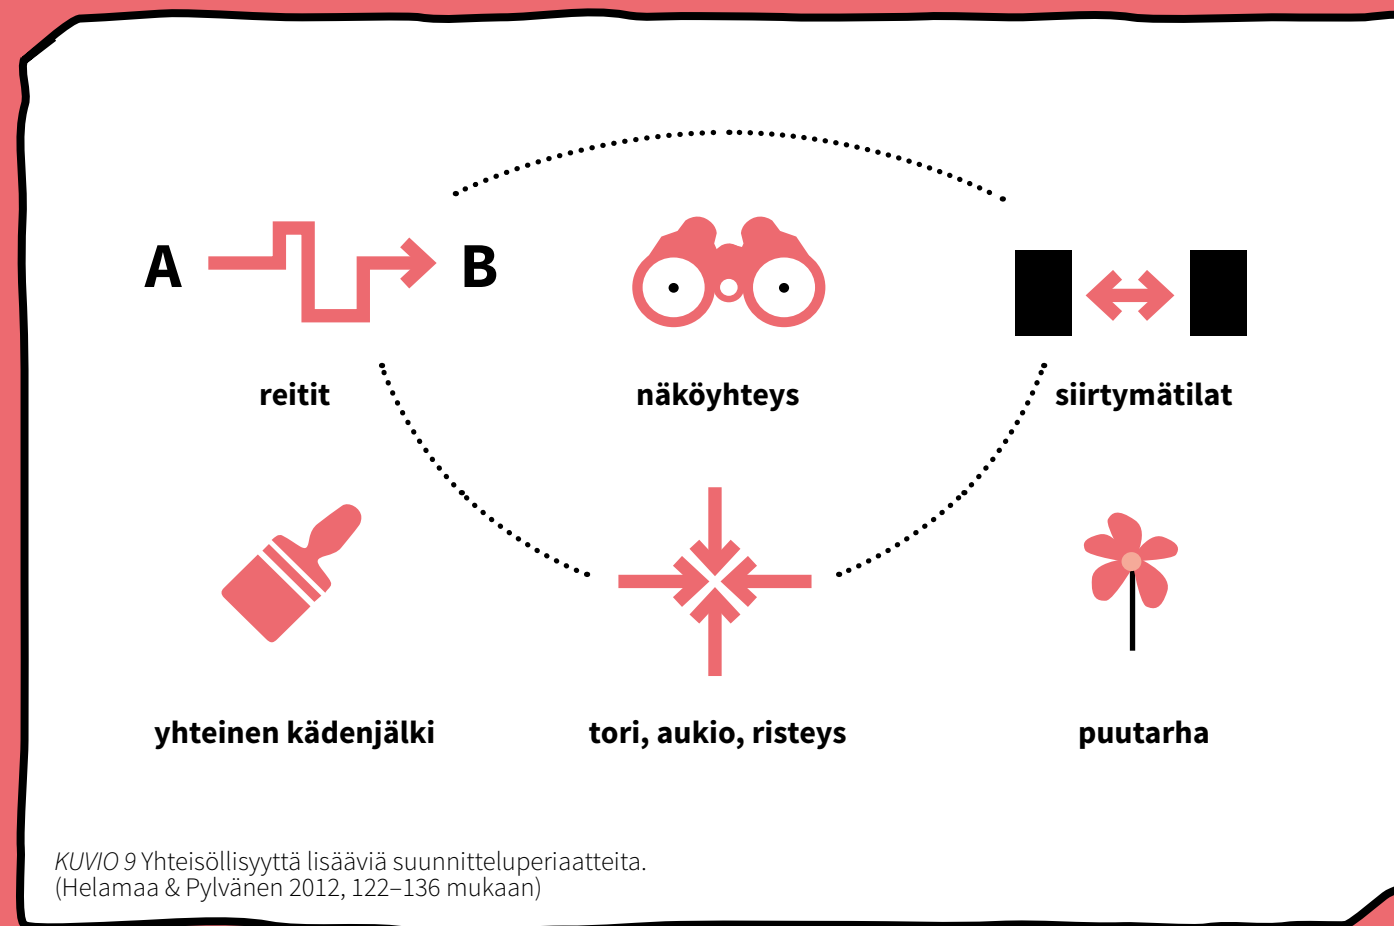 A B
reitit
näköyhteys
siirtymätilat
yhteinen kädenjälki
tori, aukio, risteys
puutarha
KUVIO 9 Yhteisöllisyyttä lisääviä suunnitteluperiaatteita.
(Helamaa & Pylvänen 2012, 122–136 mukaan)